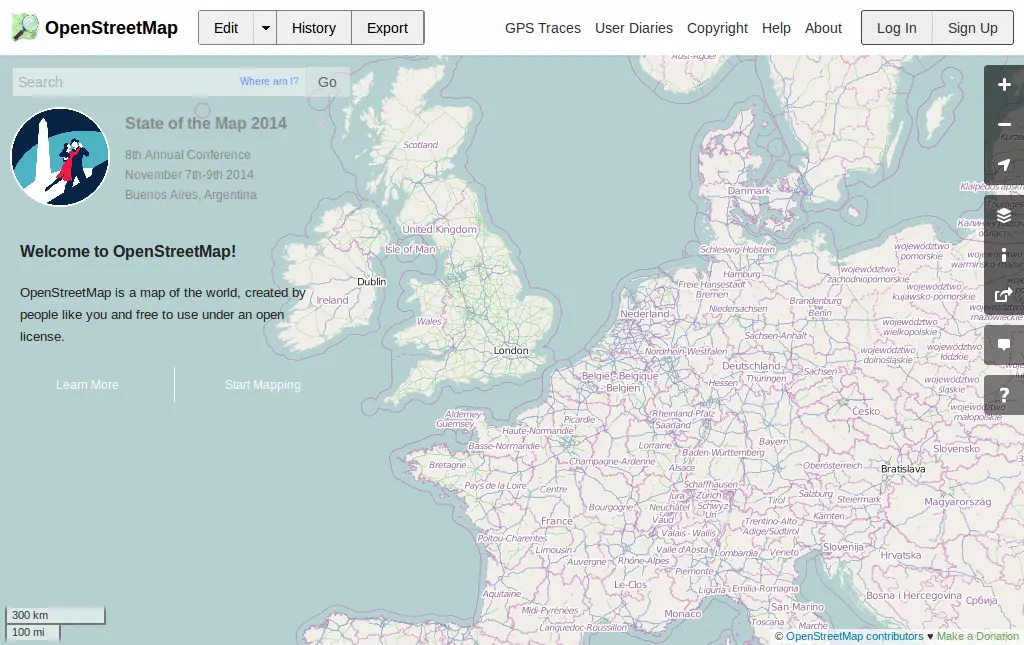 OpenStreetMap
Edit
History
Export
GPS Traces
User Diaries
Copyright
Help
About
Log In
Sign Up
Search
Where am I?
Go
State of the Map 2014
8th Annual Conference
November 7th-9th 2014
Buenos Aires, Argentina
Welcome to OpenStreetMap!
OpenStreetMap is a map of the world, created by
people like you and free to use under an open
license.
Learn More
Start Mapping
Scotland
Danmark
United Kingdom
Isle of Man
Dublin
Ireland
Wales
London
Schleswig-Holstein
Hamburg
Freie Hansestadt
Bremen
Niedersachsen
Nederland
województwo
pomorskie
województwo
zachodniopomorskie
województwo
kujawsko-pomorskie
Brandenburg
Berlin
województwo
wielkopolskie
Sachsen-Anhalt
Nordrhein-Westfalen
Deutschland
województwo
dolnośląskie
województwo
łódzkie
België-Belgique
Belgien
Hessen
Thüringen
Sachsen
województwo
śląskie
województwo
małopolskie
Alderney
Guernsey
Picardie
Haute-Normandie
Basse-Normandie
Rheinland-Pfalz
Saarland
Česko
Bretagne
Lorraine
Champagne-Ardenne
Alsace
Baden-Württemberg
Bayern
Slovensko
Oberösterreich
Bratislava
Pays de la Loire
Centre
Schaffhausen
Jura
Zürich
Schwyz
Uri
Tirol
Salzburg
Steiermark
Magyarország
Bourgogne
Neuchâtel
Vaud
Kärnten
France
Valais - Wallis
Trentino-Alto
Adige/Südtirol
Poitou-Charentes
Limousin
Valle d'Aosta
Lombardia
Veneto
Slovenija
Hrvatska
Auvergne
Rhône-Alpes
Piemonte
Aquitaine
Le-Clos
Liguria
Emilia-Romagna
Bosna i Hercegovina
Србија
Midi-Pyrénées
Monaco
San Marino
Languedoc-Roussillon
Toscana
Marche
300 km
100 mi
© OpenStreetMap contributors ♥ Make a Donation